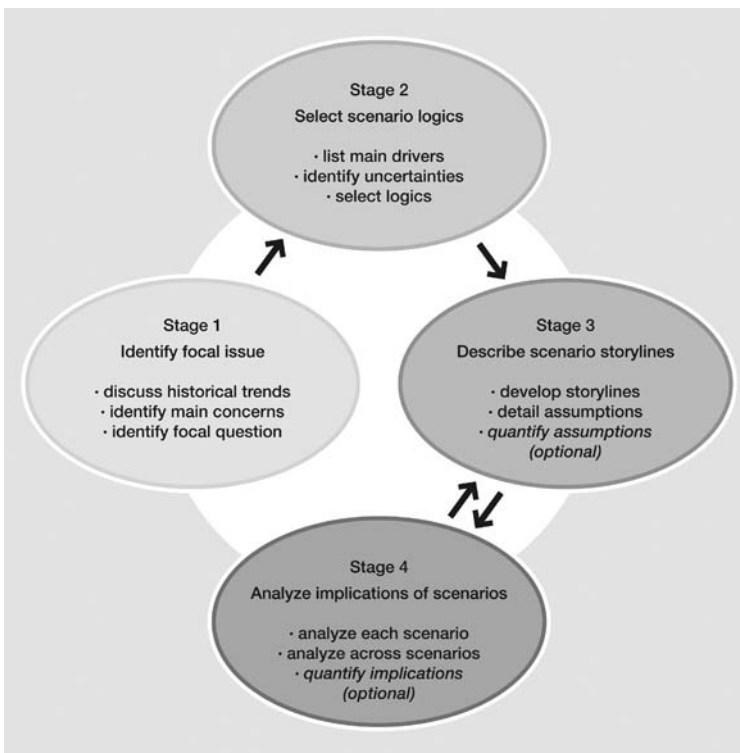 Stage 2
Select scenario logics
· list main drivers
· identify uncertainties
· select logics
Stage 1
Identify focal issue
· discuss historical trends
· identify main concerns
· identify focal question
Stage 3
Describe scenario storylines
· develop storylines
· detail assumptions
· quantify assumptions
(optional)
Stage 4
Analyze implications of scenarios
· analyze each scenario
· analyze across scenarios
· quantify implications
(optional)